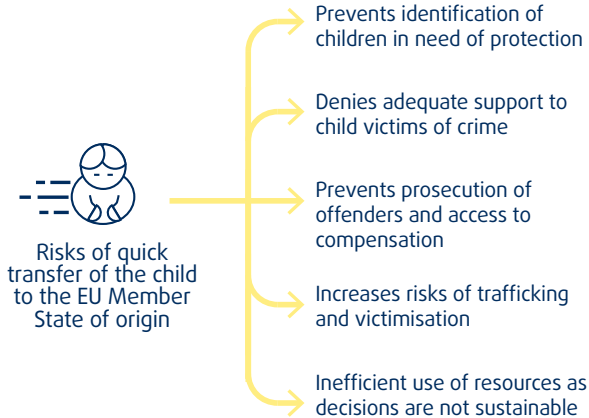 Prevents identification of
children in need of protection
Denies adequate support to
child victims of crime
Prevents prosecution of
offenders and access to
compensation
Risks of quick
transfer of the child
to the EU Member
State of origin
Increases risks of trafficking
and victimisation
Inefficient use of resources as
decisions are not sustainable